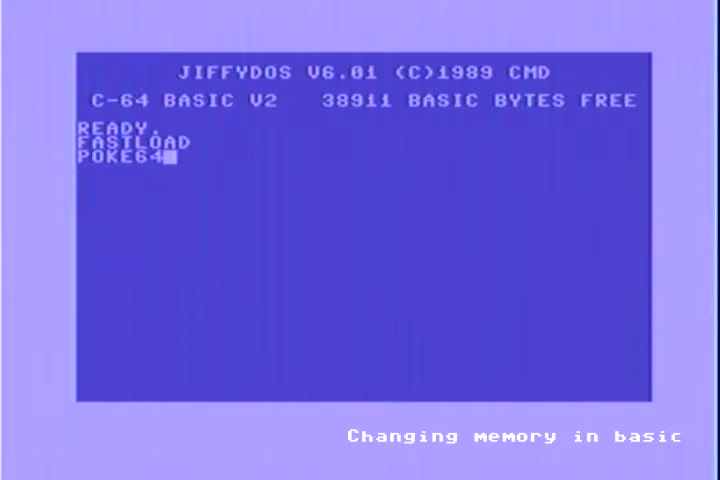 JIFFYDOS V6.01 (C)1989 CMD
C-64 BASIC V2   38911 BASIC BYTES FREE
READY.
FASTLOAD
POKE64
Changing memory in basic